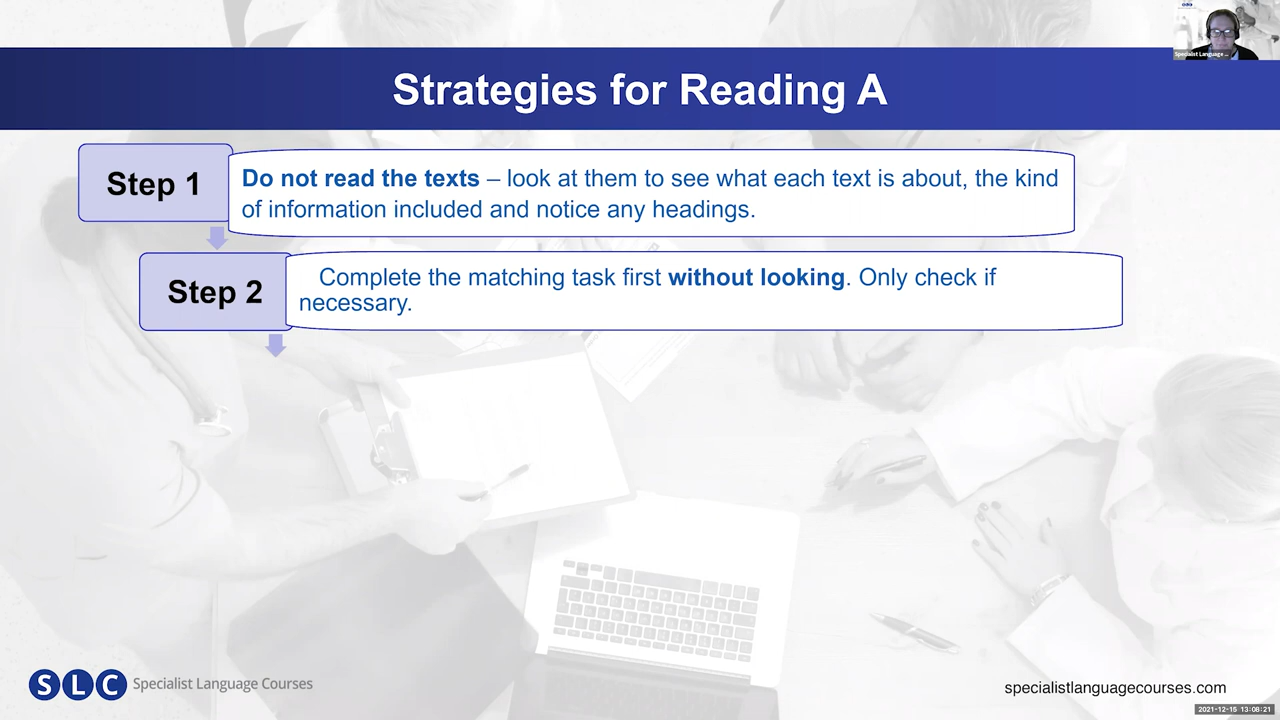 Strategies for Reading A
Step 1
Do not read the texts – look at them to see what each text is about, the kind
of information included and notice any headings.
Step 2
Complete the matching task first without looking. Only check if
necessary.
SLC Specialist Language Courses
specialistlanguagecourses.com
Specialist Language ...
2021-12-15 13:08:21